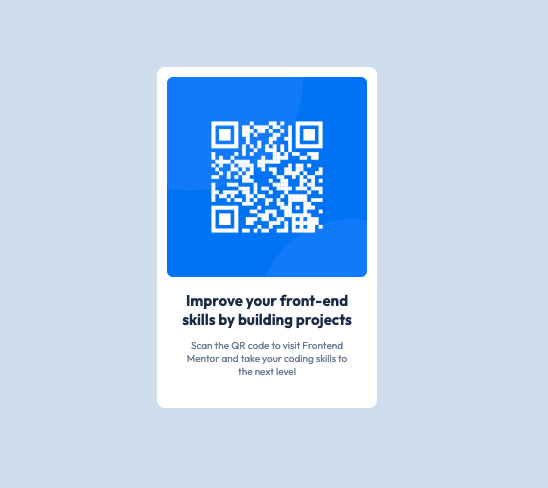 Improve your front-end
skills by building projects
Scan the QR code to visit Frontend
Mentor and take your coding skills to
the next level